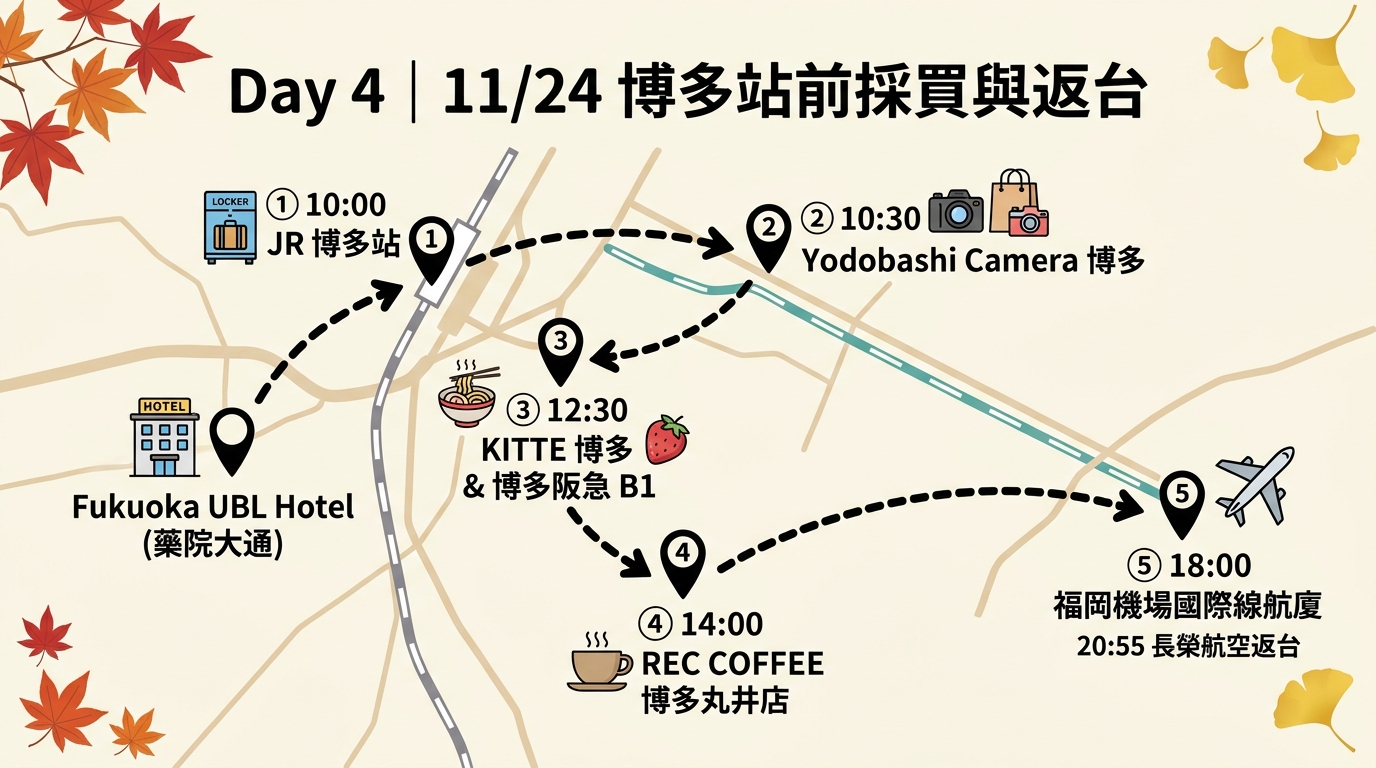 Day 4｜11/24 博多站前採買與返台
LOCKER
① 10:00
JR 博多站
1
2
② 10:30
Yodobashi Camera 博多
3
③ 12:30
KITTE 博多
& 博多阪急 B1
HOTEL
Fukuoka UBL Hotel
(藥院大通)
4
④ 14:00
REC COFFEE
博多丸井店
5
⑤ 18:00
福岡機場國際線航廈
20:55 長榮航空返台